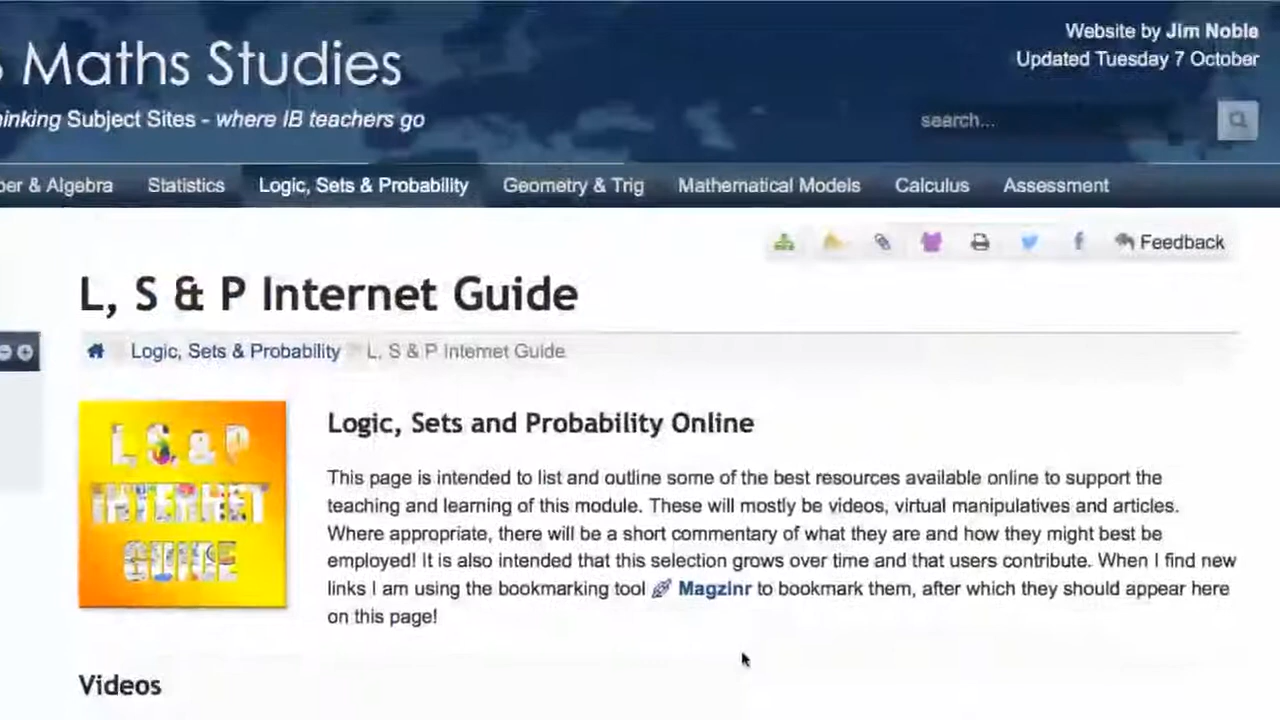 Website by Jim Noble
Maths Studies
Updated Tuesday 7 October
Subject Sites - where IB teachers go
search...
& Algebra Statistics Logic, Sets & Probability Geometry & Trig Mathematical Models Calculus Assessment
Feedback
L, S & P Internet Guide
Logic, Sets & Probability L, S & P Internet Guide
L, S, & P
INTERNET
GUIDE
Logic, Sets and Probability Online
This page is intended to list and outline some of the best resources available online to support the
teaching and learning of this module. These will mostly be videos, virtual manipulatives and articles.
Where appropriate, there will be a short commentary of what they are and how they might best be
employed! It is also intended that this selection grows over time and that users contribute. When I find new
links I am using the bookmarking tool MagzInr to bookmark them, after which they should appear here
on this page!
Videos